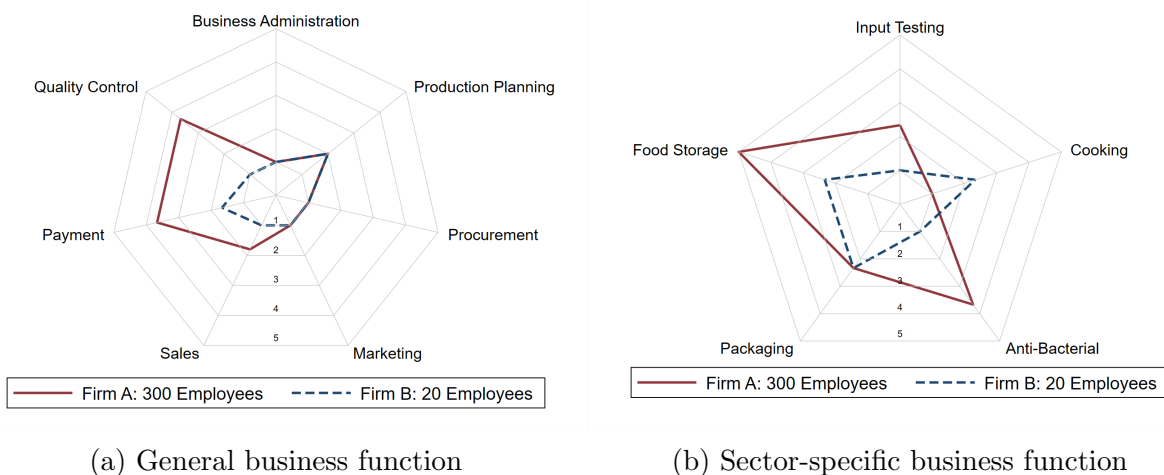 Business Administration
Quality Control
Production Planning
Payment
Procurement
Sales
Marketing
1
2
3
4
5
Firm A: 300 Employees
Firm B: 20 Employees
(a) General business function
Input Testing
Food Storage
Cooking
Packaging
Anti-Bacterial
1
2
3
4
5
Firm A: 300 Employees
Firm B: 20 Employees
(b) Sector-specific business function